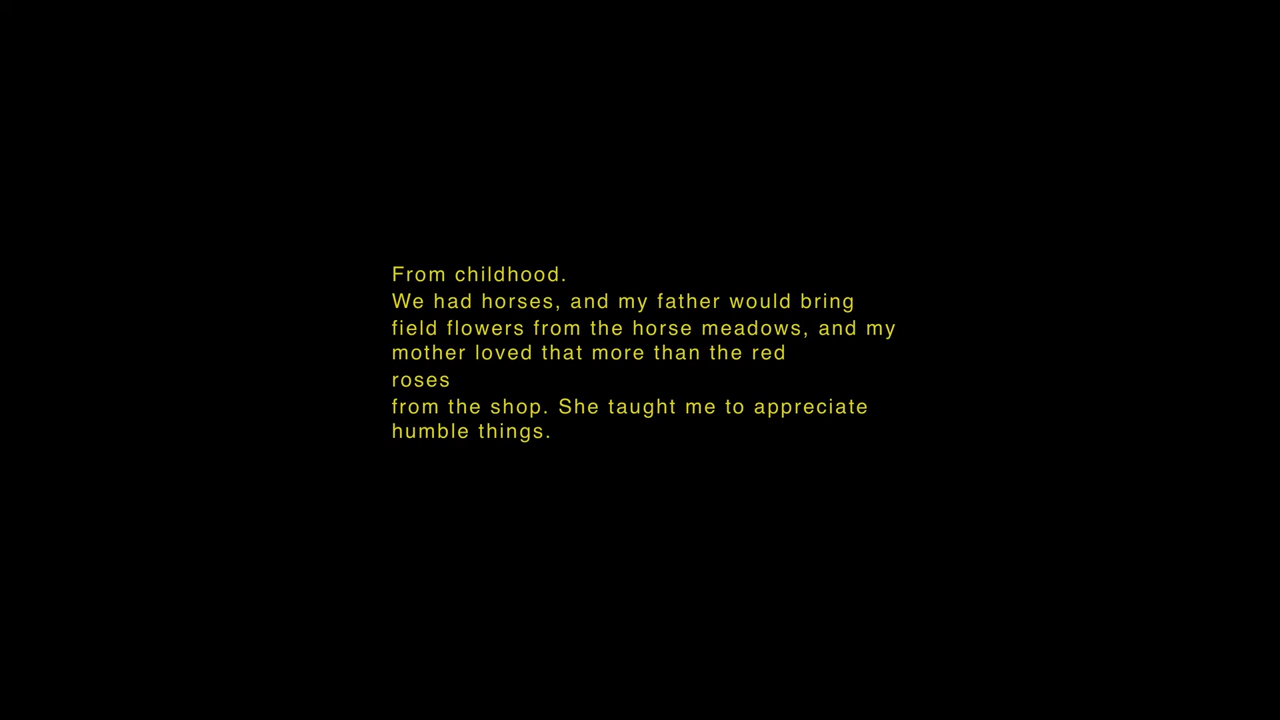 From childhood.
We had horses, and my father would bring
field flowers from the horse meadows, and my
mother loved that more than the red
roses
from the shop. She taught me to appreciate
humble things.